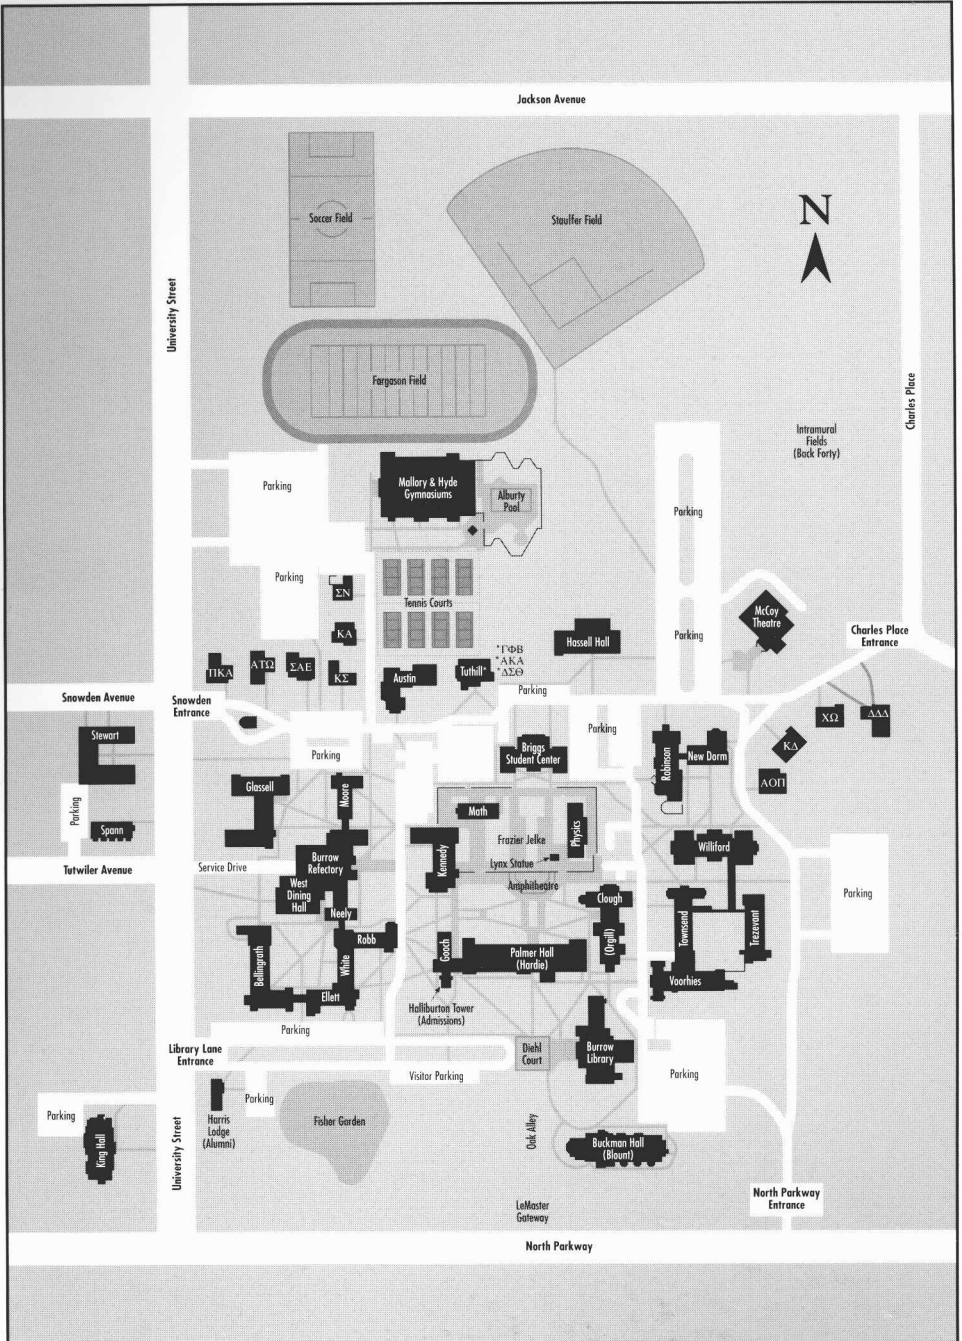 Jackson Avenue
N
Soccer Field
Stauffer Field
University Street
Fargason Field
Charles Place
Intramural
Fields
(Back Forty)
Parking
Mallory & Hyde
Gymnasiums
Alburty
Pool
Parking
Parking
ΣΝ
Tennis Courts
McCoy
Theatre
ΚΑ
Parking
Hassell Hall
Charles Place
Entrance
*ΓΦΒ
*ΑΚΑ
*ΔΣΘ
ΠΚΑ
ΑΤΩ
ΣΑΕ
ΚΣ
Austin
Tuthill*
Parking
Snowden Avenue
Snowden
Entrance
ΧΩ
ΔΔΔ
Stewart
Parking
Parking
Briggs
Student Center
Robinson
New Dorm
ΚΔ
ΑΟΠ
Glassell
Moore
Parking
Spann
Math
Physics
Frazier Jelke
Kennedy
Lynx Statue
Williford
Tutwiler Avenue
Service Drive
Burrow
Refectory
West
Dining
Hall
Amphitheatre
Clough
Parking
Neely
Robb
Townsend
Trezevant
Bellingrath
White
Gooch
Palmer Hall
(Hardie)
(Orgill)
Voorhies
Ellett
Halliburton Tower
(Admissions)
Parking
Library Lane
Entrance
Diehl
Court
Burrow
Library
Visitor Parking
Parking
Parking
Parking
Harris
Lodge
(Alumni)
Fisher Garden
Oak Alley
King Hall
University Street
Buckman Hall
(Blount)
LeMaster
Gateway
North Parkway
Entrance
North Parkway